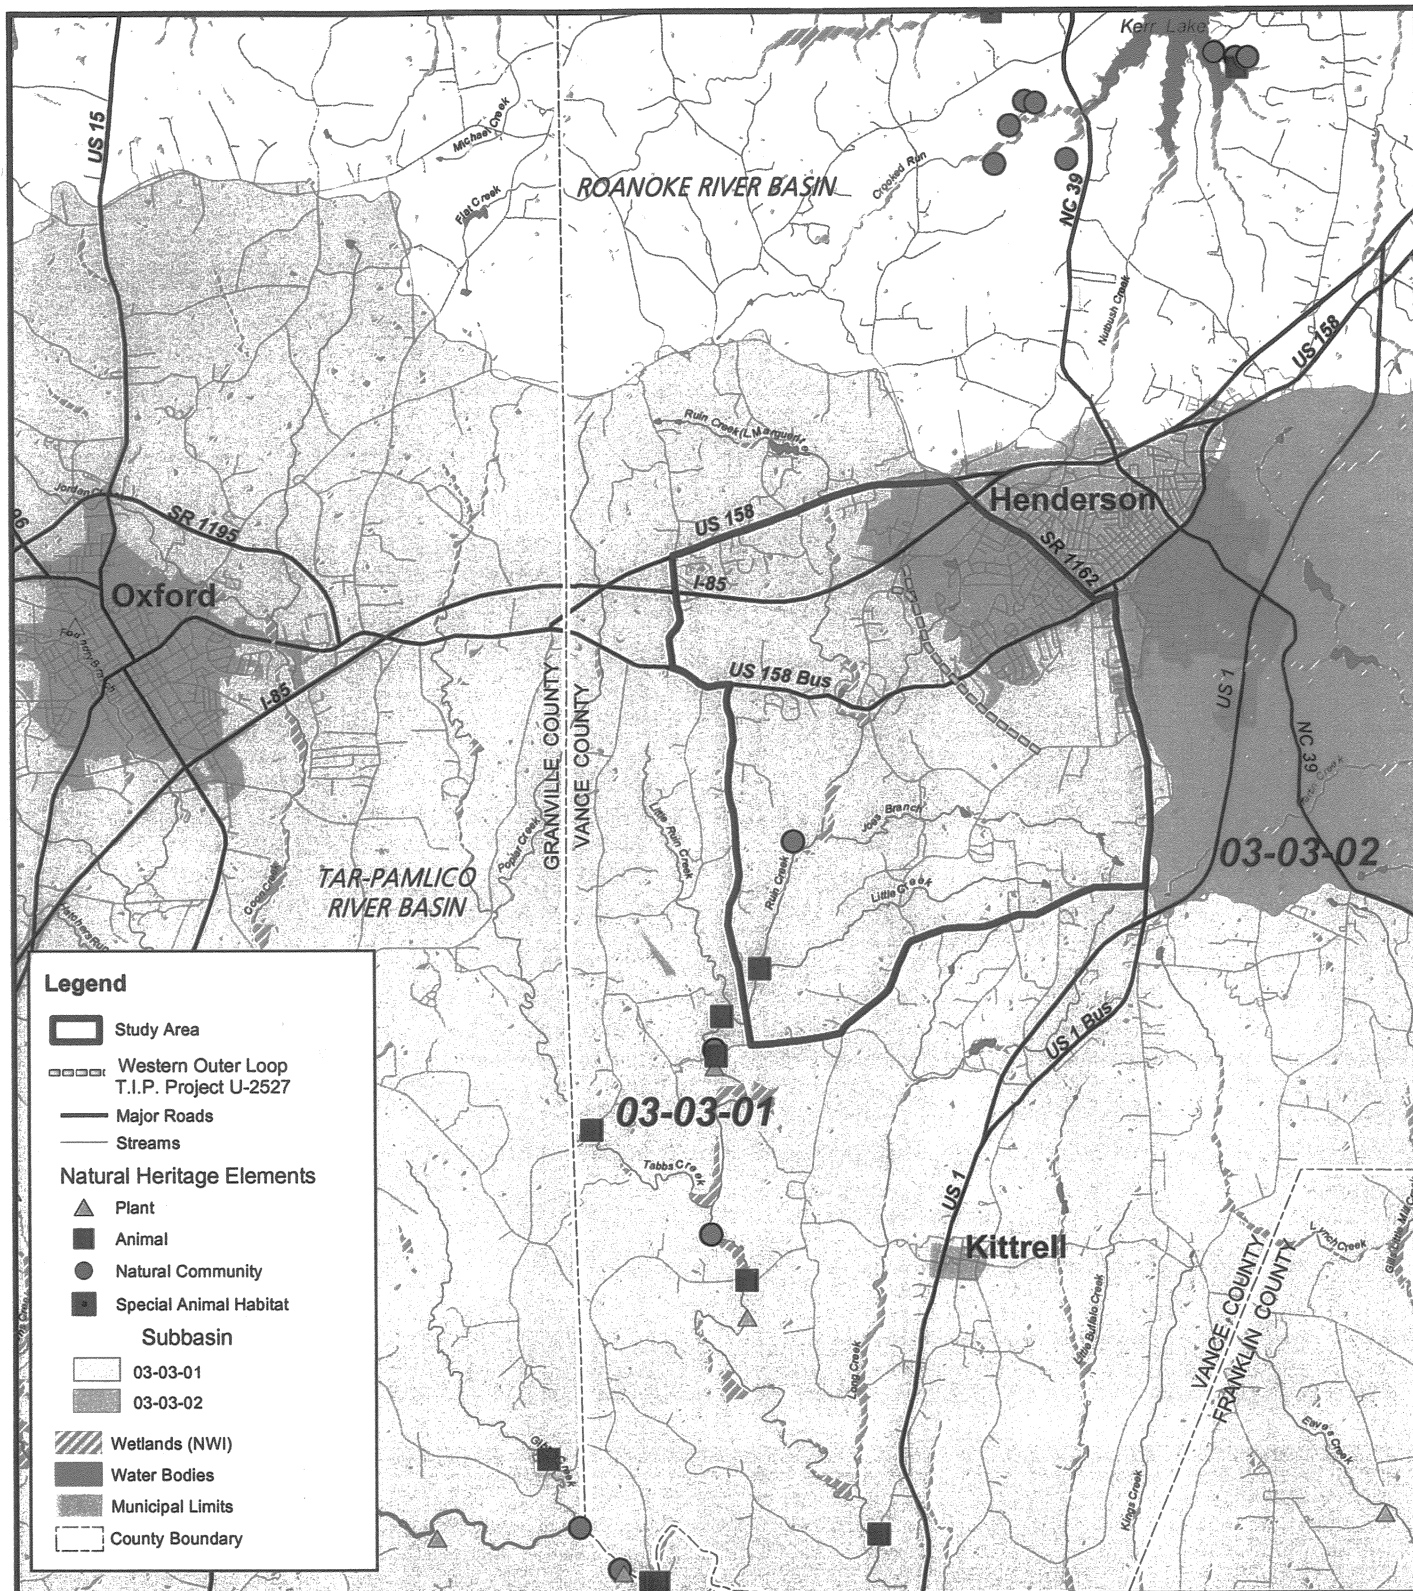 Kerr Lake
US 15
Michael Creek
Flat Creek
ROANOKE RIVER BASIN
Crooked Run
NC 39
Nutbush Creek
US 158
Ruin Creek
Henderson
US 158
SR 1162
SR 1195
96
Oxford
I-85
US 158 Bus
I-85
US 1
NC 39
GRANVILLE COUNTY
VANCE COUNTY
Little Ruin Creek
Joes Branch
Poplar Creek
Ruin Creek
Little Creek
03-03-02
TAR-PAMLICO
RIVER BASIN
Coon Creek
Hatchers Run
US 1 Bus
03-03-01
Tabbs Creek
US 1
Kittrell
Lynch Creek
VANCE COUNTY
FRANKLIN COUNTY
Little Buffalo Creek
Long Creek
Kings Creek
Legend
Study Area
Western Outer Loop
T.I.P. Project U-2527
Major Roads
Streams
Natural Heritage Elements
Plant
Animal
Natural Community
Special Animal Habitat
Subbasin
03-03-01
03-03-02
Wetlands (NWI)
Water Bodies
Municipal Limits
County Boundary